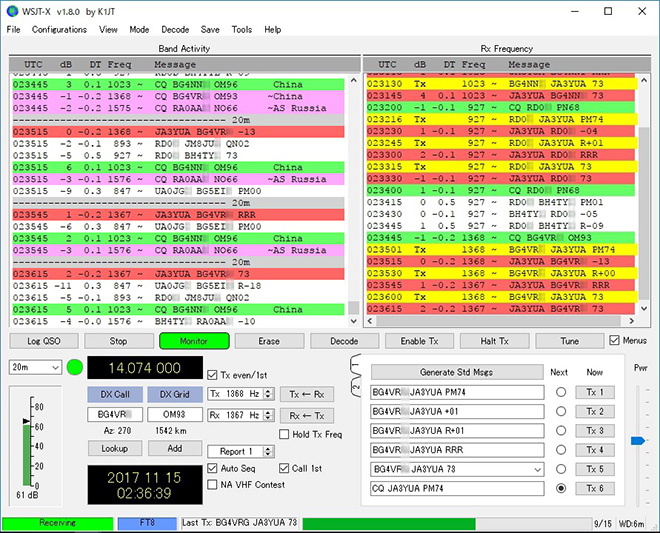 WSJT-X v1.8.0 by K1JT
File Configurations View Mode Decode Save Tools Help
Band Activity
UTC dB DT Freq Message
023445 3 0.1 1023 ~ CQ BG4NN OM96 China
023445 -1 -0.2 1368 ~ CQ BG4VR OM93 ~China
023445 -2 -0.2 1575 ~ CQ RA0AA NO66 ~AS Russia
------------------------------ 20m
023515 0 -0.2 1368 ~ JA3YUA BG4VR -13
023515 -2 -0.1 893 ~ RD0 JM8JU QN02
023515 -5 0.5 927 ~ RD0 BH4TY 73
023515 6 0.1 1023 ~ CQ BG4NN OM96 China
023515 -3 -0.1 1576 ~ CQ RA0AA NO66 ~AS Russia
023515 -9 0.3 847 ~ UA0JG BG5EI PM00
------------------------------ 20m
023545 1 -0.2 1367 ~ JA3YUA BG4VR RRR
023545 -6 0.3 847 ~ UA0JG BG5EI PM00
023545 2 0.1 1023 ~ CQ BG4NN OM96 China
023545 -3 -0.1 1576 ~ CQ RA0AA NO66 ~AS Russia
------------------------------ 20m
023615 2 -0.2 1367 ~ JA3YUA BG4VR 73
023615 -11 0.3 847 ~ UA0JG BG5EI R-18
023615 -5 -0.1 893 ~ RD0 JM8JU QN02
023615 5 0.1 1023 ~ CQ BG4NN OM96 China
023615 -4 -0.0 1576 ~ BH4TY RA0AA -10
Rx Frequency
UTC dB DT Freq Message
023130 Tx 1023 ~ BG4NN JA3YUA 73
023145 4 0.1 1023 ~ JA3YUA BG4NN 73
023200 -1 -0.1 927 ~ CQ RD0 PN68
023216 Tx 927 ~ RD0 JA3YUA PM74
023230 -1 -0.1 927 ~ JA3YUA RD0 -04
023245 Tx 927 ~ RD0 JA3YUA R+01
023300 2 -0.1 927 ~ JA3YUA RD0 RRR
023315 Tx 927 ~ RD0 JA3YUA 73
023330 -1 -0.1 927 ~ JA3YUA RD0 73
023400 1 -0.1 927 ~ CQ RD0 PN68
023415 0 0.5 927 ~ RD0 BH4TY PM01
023430 0 -0.1 927 ~ BH4TY RD0 -05
023445 0 0.5 927 ~ RD0 BH4TY R-09
023445 -1 -0.2 1368 ~ CQ BG4VR OM93
023501 Tx 1368 ~ BG4VR JA3YUA PM74
023515 0 -0.2 1368 ~ JA3YUA BG4VR -13
023530 Tx 1368 ~ BG4VR JA3YUA R+00
023545 1 -0.2 1367 ~ JA3YUA BG4VR RRR
023600 Tx 1368 ~ BG4VR JA3YUA 73
023615 2 -0.2 1367 ~ JA3YUA BG4VR 73
Log QSO Stop Monitor Erase Decode Enable Tx Halt Tx Tune Menus
20m 14.074 000
Tx even/1st
DX Call DX Grid
Tx 1368 Hz Tx ← Rx
BG4VR OM93
Rx 1367 Hz Rx ← Tx
Az: 270 1542 km
Hold Tx Freq
Lookup Add
Report 1
2017 11 15
02:36:39
Auto Seq Call 1st
NA VHF Contest
80
60
40
20
0
61 dB
1
2
Generate Std Msgs Next Now Pwr
BG4VR JA3YUA PM74 Tx 1
BG4VR JA3YUA +01 Tx 2
BG4VR JA3YUA R+01 Tx 3
BG4VR JA3YUA RRR Tx 4
BG4VR JA3YUA 73 Tx 5
CQ JA3YUA PM74 Tx 6
Receiving FT8 Last Tx: BG4VRG JA3YUA 73 9/15 WD:6m